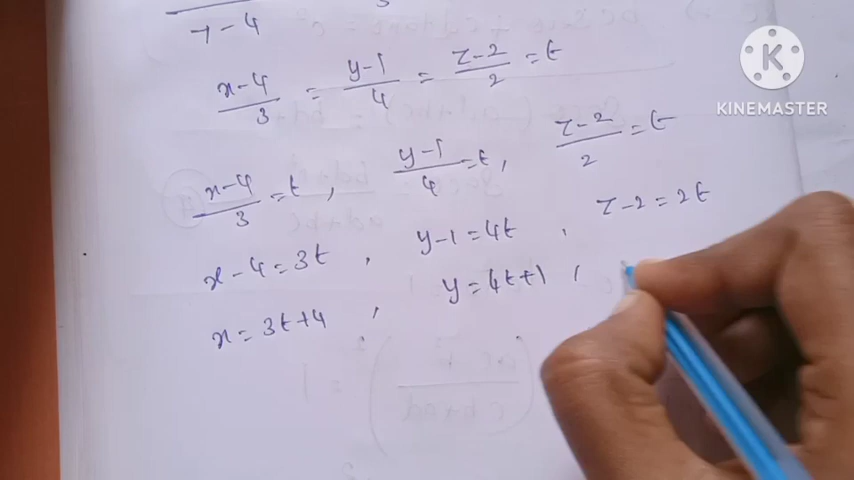 7-4
x-4/3 = y-1/4 = z-2/2 = t
x-4/3 = t , y-1/4 = t , z-2/2 = t
x-4 = 3t , y-1 = 4t , z-2 = 2t
x = 3t+4 , y = 4t+1 ,
K
KINEMASTER